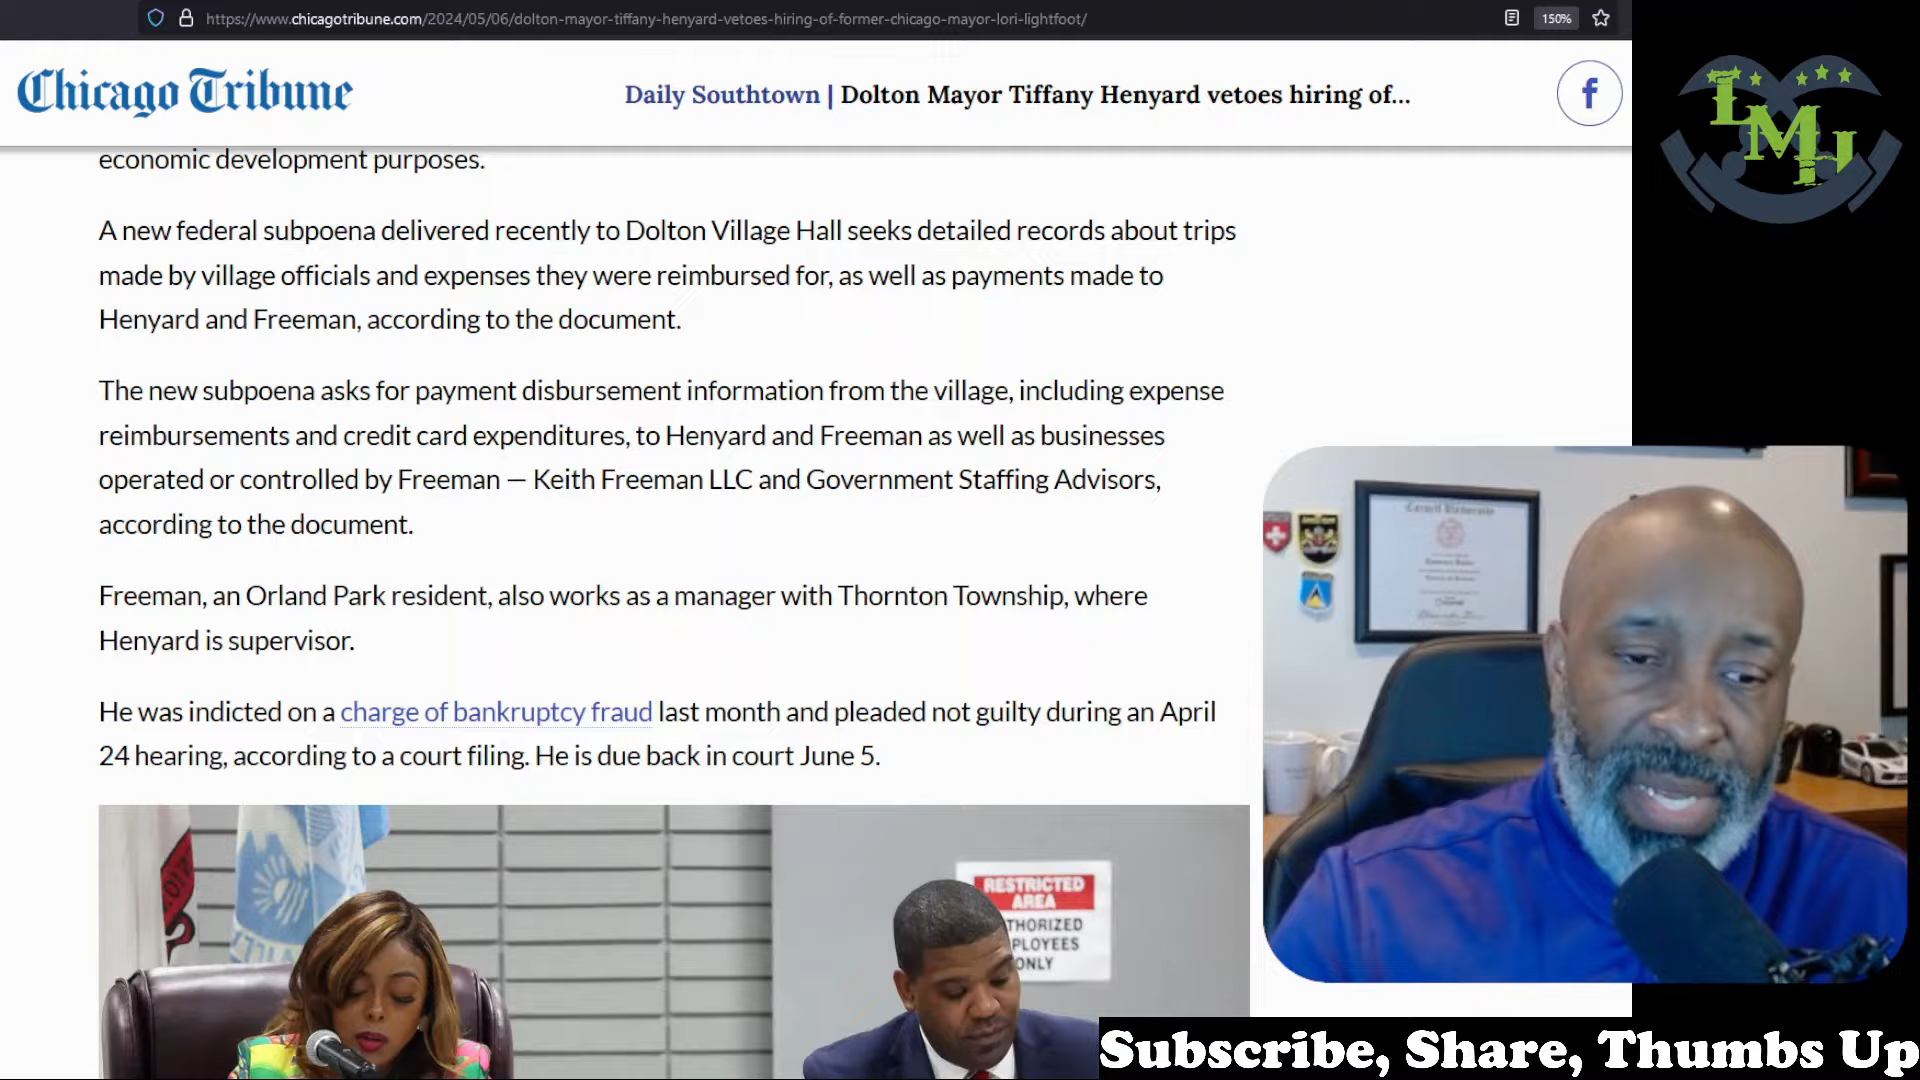 https://www.chicagotribune.com/2024/05/06/dolton-mayor-tiffany-henyard-vetoes-hiring-of-former-chicago-mayor-lori-lightfoot/
150%
Chicago Tribune
Daily Southtown | Dolton Mayor Tiffany Henyard vetoes hiring of...
f
LMJ
economic development purposes.
A new federal subpoena delivered recently to Dolton Village Hall seeks detailed records about trips
made by village officials and expenses they were reimbursed for, as well as payments made to
Henyard and Freeman, according to the document.
The new subpoena asks for payment disbursement information from the village, including expense
reimbursements and credit card expenditures, to Henyard and Freeman as well as businesses
operated or controlled by Freeman — Keith Freeman LLC and Government Staffing Advisors,
according to the document.
Freeman, an Orland Park resident, also works as a manager with Thornton Township, where
Henyard is supervisor.
He was indicted on a charge of bankruptcy fraud last month and pleaded not guilty during an April
24 hearing, according to a court filing. He is due back in court June 5.
Cornell University
RESTRICTED
AREA
THORIZED
PLOYEES
ONLY
Subscribe, Share, Thumbs Up